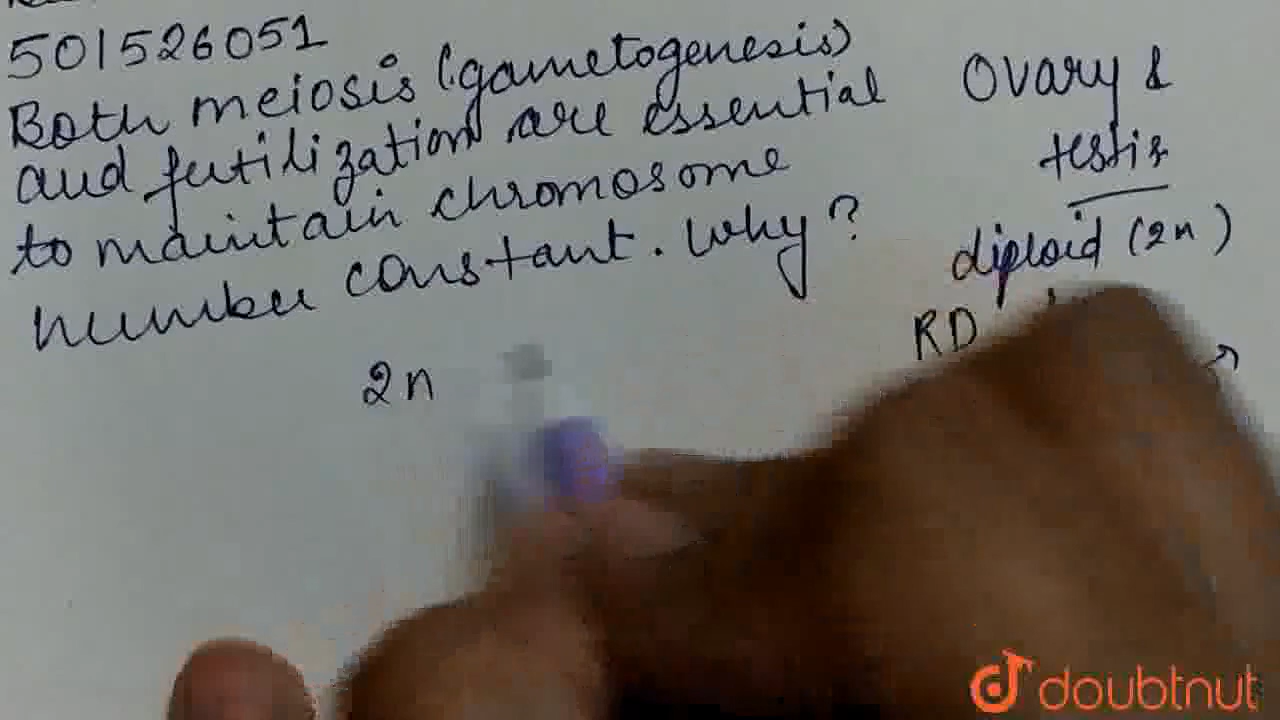 501526051
Both meiosis (gametogenesis)
and futilization are essential
to maintain chromosome
number constant. Why?
2n
Ovary &
testis
diploid (2n)
RD
doubtnut